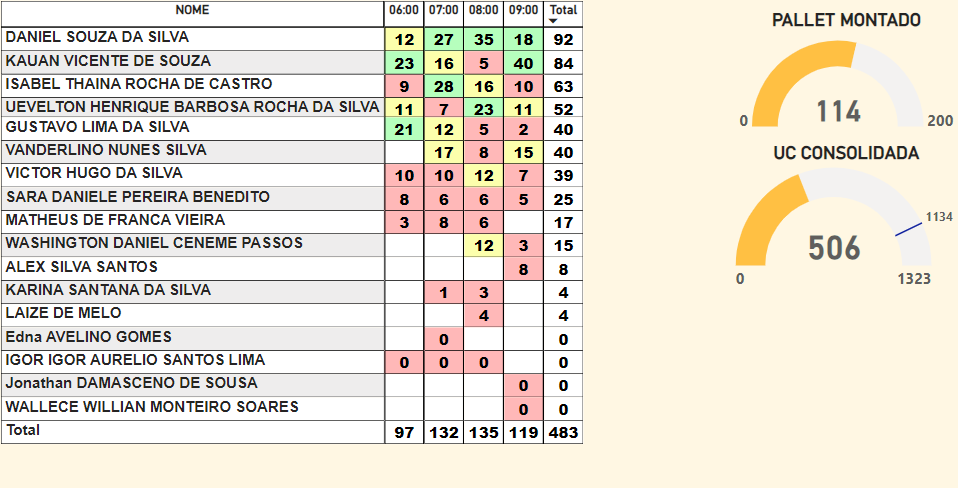 NOME 06:00 07:00 08:00 09:00 Total
DANIEL SOUZA DA SILVA 12 27 35 18 92
KAUAN VICENTE DE SOUZA 23 16 5 40 84
ISABEL THAINA ROCHA DE CASTRO 9 28 16 10 63
UEVELTON HENRIQUE BARBOSA ROCHA DA SILVA 11 7 23 11 52
GUSTAVO LIMA DA SILVA 21 12 5 2 40
VANDERLINO NUNES SILVA 17 8 15 40
VICTOR HUGO DA SILVA 10 10 12 7 39
SARA DANIELE PEREIRA BENEDITO 8 6 6 5 25
MATHEUS DE FRANCA VIEIRA 3 8 6 17
WASHINGTON DANIEL CENEME PASSOS 12 3 15
ALEX SILVA SANTOS 8 8
KARINA SANTANA DA SILVA 1 3 4
LAIZE DE MELO 4 4
Edna AVELINO GOMES 0 0
IGOR IGOR AURELIO SANTOS LIMA 0 0 0 0
Jonathan DAMASCENO DE SOUSA 0 0
WALLECE WILLIAN MONTEIRO SOARES 0 0
Total 97 132 135 119 483
PALLET MONTADO
114
0 200
UC CONSOLIDADA
1134
506
0 1323